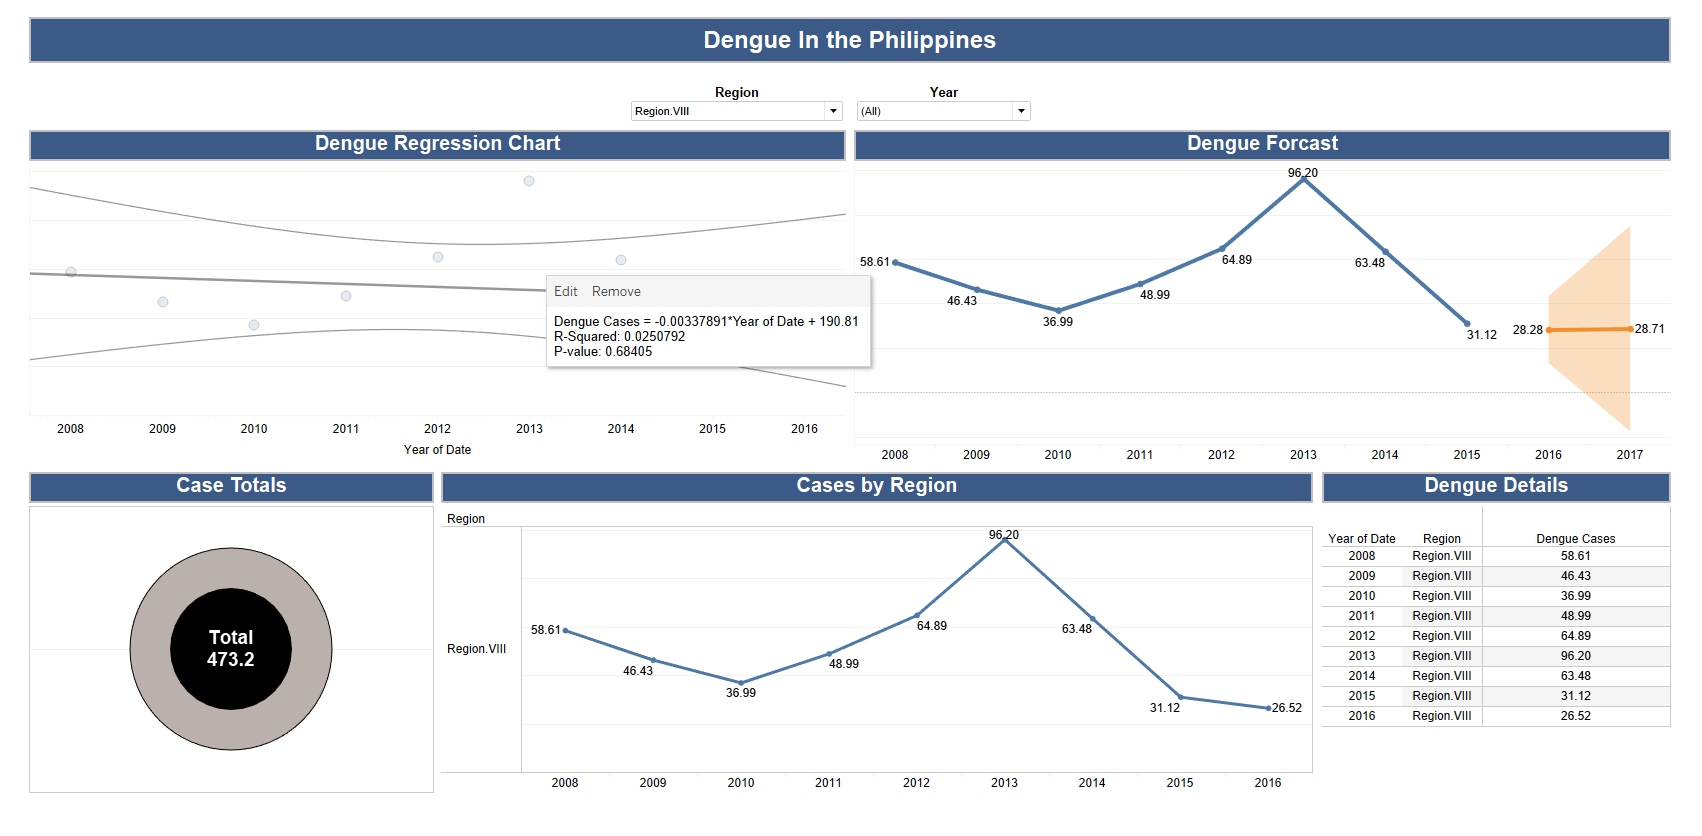 Dengue In the Philippines
Region Year
Region.VIII (All)
Dengue Regression Chart
Edit Remove
Dengue Cases = -0.00337891*Year of Date + 190.81
R-Squared: 0.0250792
P-value: 0.68405
2008 2009 2010 2011 2012 2013 2014 2015 2016
Year of Date
Dengue Forcast
96.20
58.61 46.43 36.99 48.99 64.89 63.48 31.12 28.28 28.71
2008 2009 2010 2011 2012 2013 2014 2015 2016 2017
Case Totals
Total
473.2
Cases by Region
Region
Region.VIII
96.20
58.61 46.43 36.99 48.99 64.89 63.48 31.12 26.52
2008 2009 2010 2011 2012 2013 2014 2015 2016
Dengue Details
Year of Date Region Dengue Cases
2008 Region.VIII 58.61
2009 Region.VIII 46.43
2010 Region.VIII 36.99
2011 Region.VIII 48.99
2012 Region.VIII 64.89
2013 Region.VIII 96.20
2014 Region.VIII 63.48
2015 Region.VIII 31.12
2016 Region.VIII 26.52